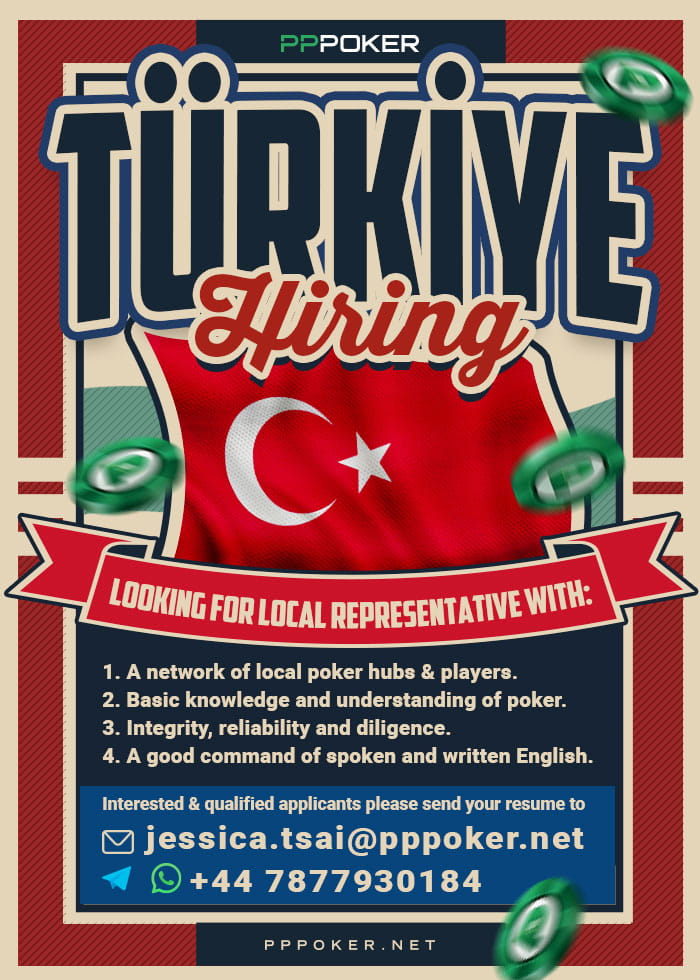 PPPOKER
TÜRKİYE
Hiring
LOOKING FOR LOCAL REPRESENTATIVE WITH:
1. A network of local poker hubs & players.
2. Basic knowledge and understanding of poker.
3. Integrity, reliability and diligence.
4. A good command of spoken and written English.
Interested & qualified applicants please send your resume to
jessica.tsai@pppoker.net
+44 7877930184
PPPOKER.NET